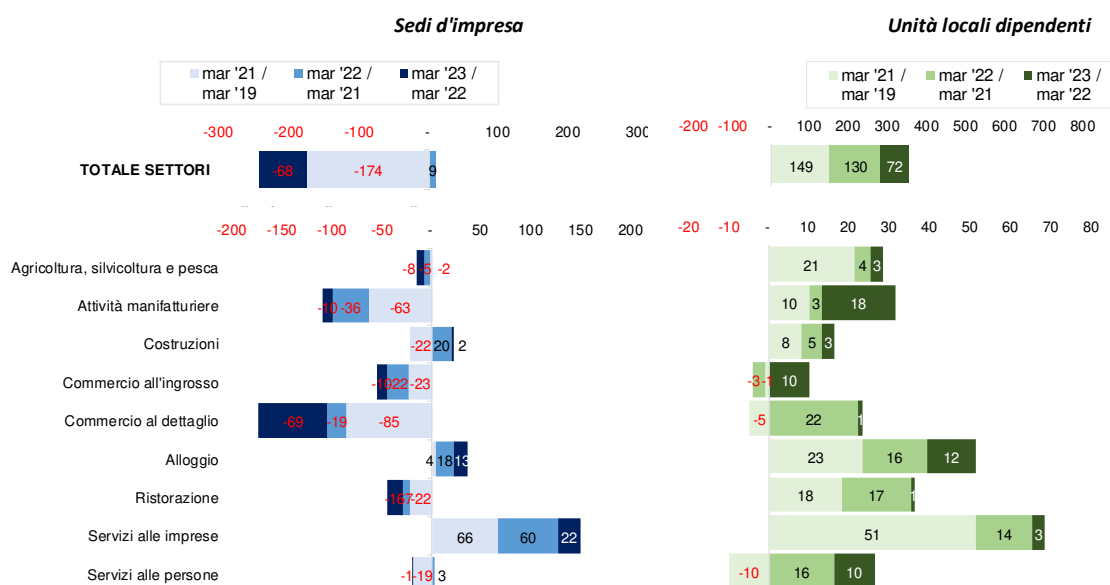 Sedi d'impresa
Unità locali dipendenti
mar '21 / mar '19
mar '22 / mar '21
mar '23 / mar '22
mar '21 / mar '19
mar '22 / mar '21
mar '23 / mar '22
-300 -200 -100 - 100 200 300
-200 -100 - 100 200 300 400 500 600 700 800
TOTALE SETTORI -68 -174 9 149 130 72
-200 -150 -100 -50 - 50 100 150 200
-20 -10 - 10 20 30 40 50 60 70 80
Agricoltura, silvicoltura e pesca -8 -5 -2 21 4 3
Attività manifatturiere -10 -36 -63 10 3 18
Costruzioni -22 20 2 8 5 3
Commercio all'ingrosso -10 -22 -23 -3 -1 10
Commercio al dettaglio -69 -19 -85 -5 22 1
Alloggio 4 18 13 23 16 12
Ristorazione -16 -7 -22 18 17 1
Servizi alle imprese 66 60 22 51 14 3
Servizi alle persone -1 -19 3 -10 16 10